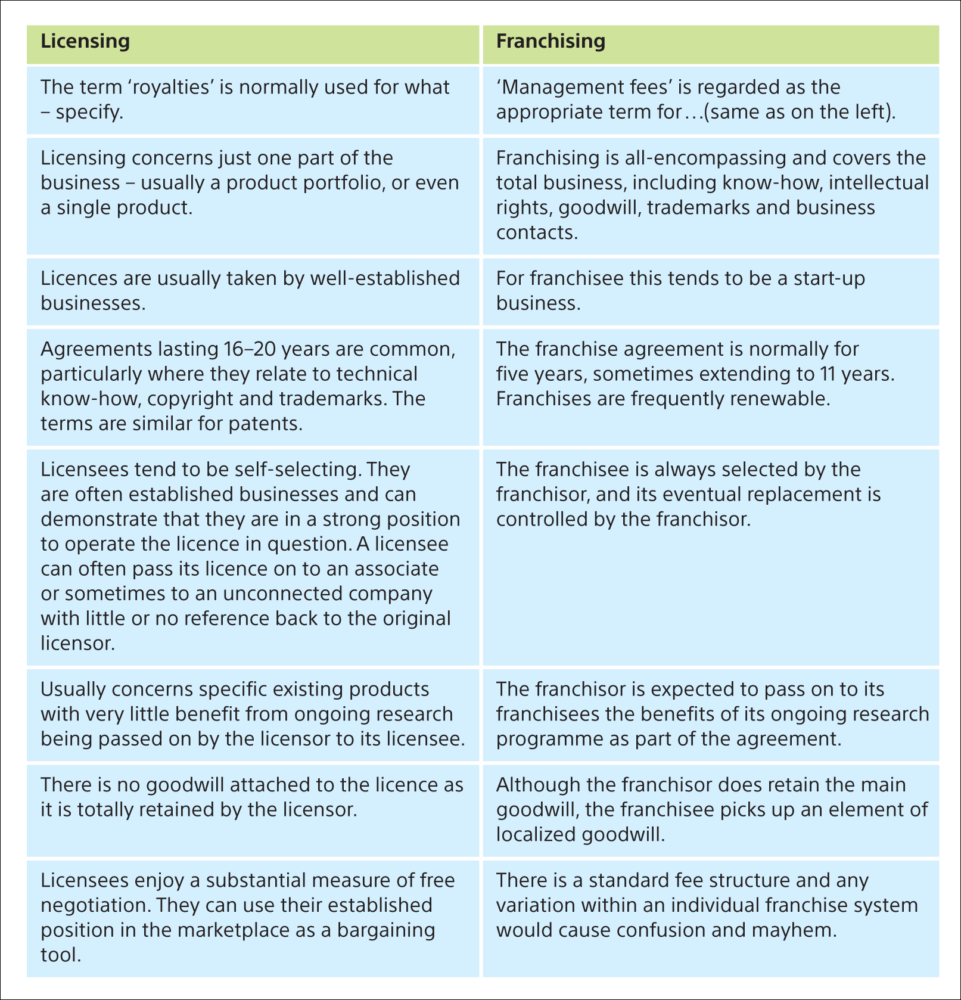 Licensing
Franchising
The term ‘royalties’ is normally used for what
– specify.
‘Management fees’ is regarded as the
appropriate term for…(same as on the left).
Licensing concerns just one part of the
business – usually a product portfolio, or even
a single product.
Franchising is all-encompassing and covers the
total business, including know-how, intellectual
rights, goodwill, trademarks and business
contacts.
Licences are usually taken by well-established
businesses.
For franchisee this tends to be a start-up
business.
Agreements lasting 16–20 years are common,
particularly where they relate to technical
know-how, copyright and trademarks. The
terms are similar for patents.
The franchise agreement is normally for
five years, sometimes extending to 11 years.
Franchises are frequently renewable.
Licensees tend to be self-selecting. They
are often established businesses and can
demonstrate that they are in a strong position
to operate the licence in question. A licensee
can often pass its licence on to an associate
or sometimes to an unconnected company
with little or no reference back to the original
licensor.
The franchisee is always selected by the
franchisor, and its eventual replacement is
controlled by the franchisor.
Usually concerns specific existing products
with very little benefit from ongoing research
being passed on by the licensor to its licensee.
The franchisor is expected to pass on to its
franchisees the benefits of its ongoing research
programme as part of the agreement.
There is no goodwill attached to the licence as
it is totally retained by the licensor.
Although the franchisor does retain the main
goodwill, the franchisee picks up an element of
localized goodwill.
Licensees enjoy a substantial measure of free
negotiation. They can use their established
position in the marketplace as a bargaining
tool.
There is a standard fee structure and any
variation within an individual franchise system
would cause confusion and mayhem.